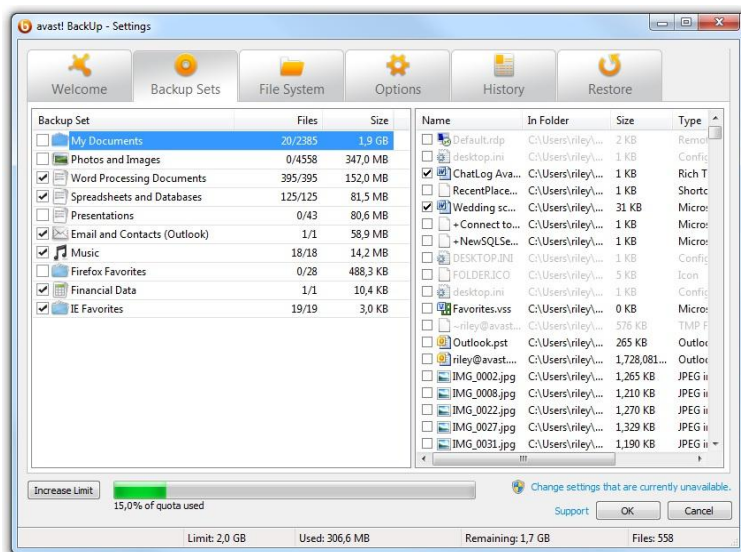 avast! BackUp - Settings
Welcome Backup Sets File System Options History Restore
Backup Set Files Size
My Documents 20/2385 1,9 GB
Photos and Images 0/4558 347,0 MB
Word Processing Documents 395/395 152,0 MB
Spreadsheets and Databases 125/125 81,5 MB
Presentations 0/43 80,6 MB
Email and Contacts (Outlook) 1/1 58,9 MB
Music 18/18 14,2 MB
Firefox Favorites 0/28 488,3 KB
Financial Data 1/1 10,4 KB
IE Favorites 19/19 3,0 KB
Name In Folder Size Type
Default.rdp C:\Users\riley\... 2 KB Remo
desktop.ini C:\Users\riley\... 1 KB Config
ChatLog Ava... C:\Users\riley\... 1 KB Rich T
RecentPlace... C:\Users\riley\... 1 KB Shortc
Wedding sc... C:\Users\riley\... 31 KB Micros
+Connect to... C:\Users\riley\... 1 KB Micros
+NewSQLSe... C:\Users\riley\... 1 KB Micros
DESKTOP.INI C:\Users\riley\... 1 KB Config
FOLDER.ICO C:\Users\riley\... 5 KB Icon
desktop.ini C:\Users\riley\... 1 KB Config
Favorites.vss C:\Users\riley\... 0 KB Micros
~riley@avast... C:\Users\riley\... 576 KB TMP F
Outlook.pst C:\Users\riley\... 265 KB Outloo
riley@avast.... C:\Users\riley\... 1,728,081... Outloo
IMG_0002.jpg C:\Users\riley\... 1,265 KB JPEG i
IMG_0008.jpg C:\Users\riley\... 1,210 KB JPEG i
IMG_0022.jpg C:\Users\riley\... 1,270 KB JPEG i
IMG_0027.jpg C:\Users\riley\... 1,329 KB JPEG i
IMG_0031.jpg C:\Users\riley\... 1,190 KB JPEG i
Increase Limit
15,0% of quota used
Change settings that are currently unavailable.
Support OK Cancel
Limit: 2,0 GB Used: 306,6 MB Remaining: 1,7 GB Files: 558